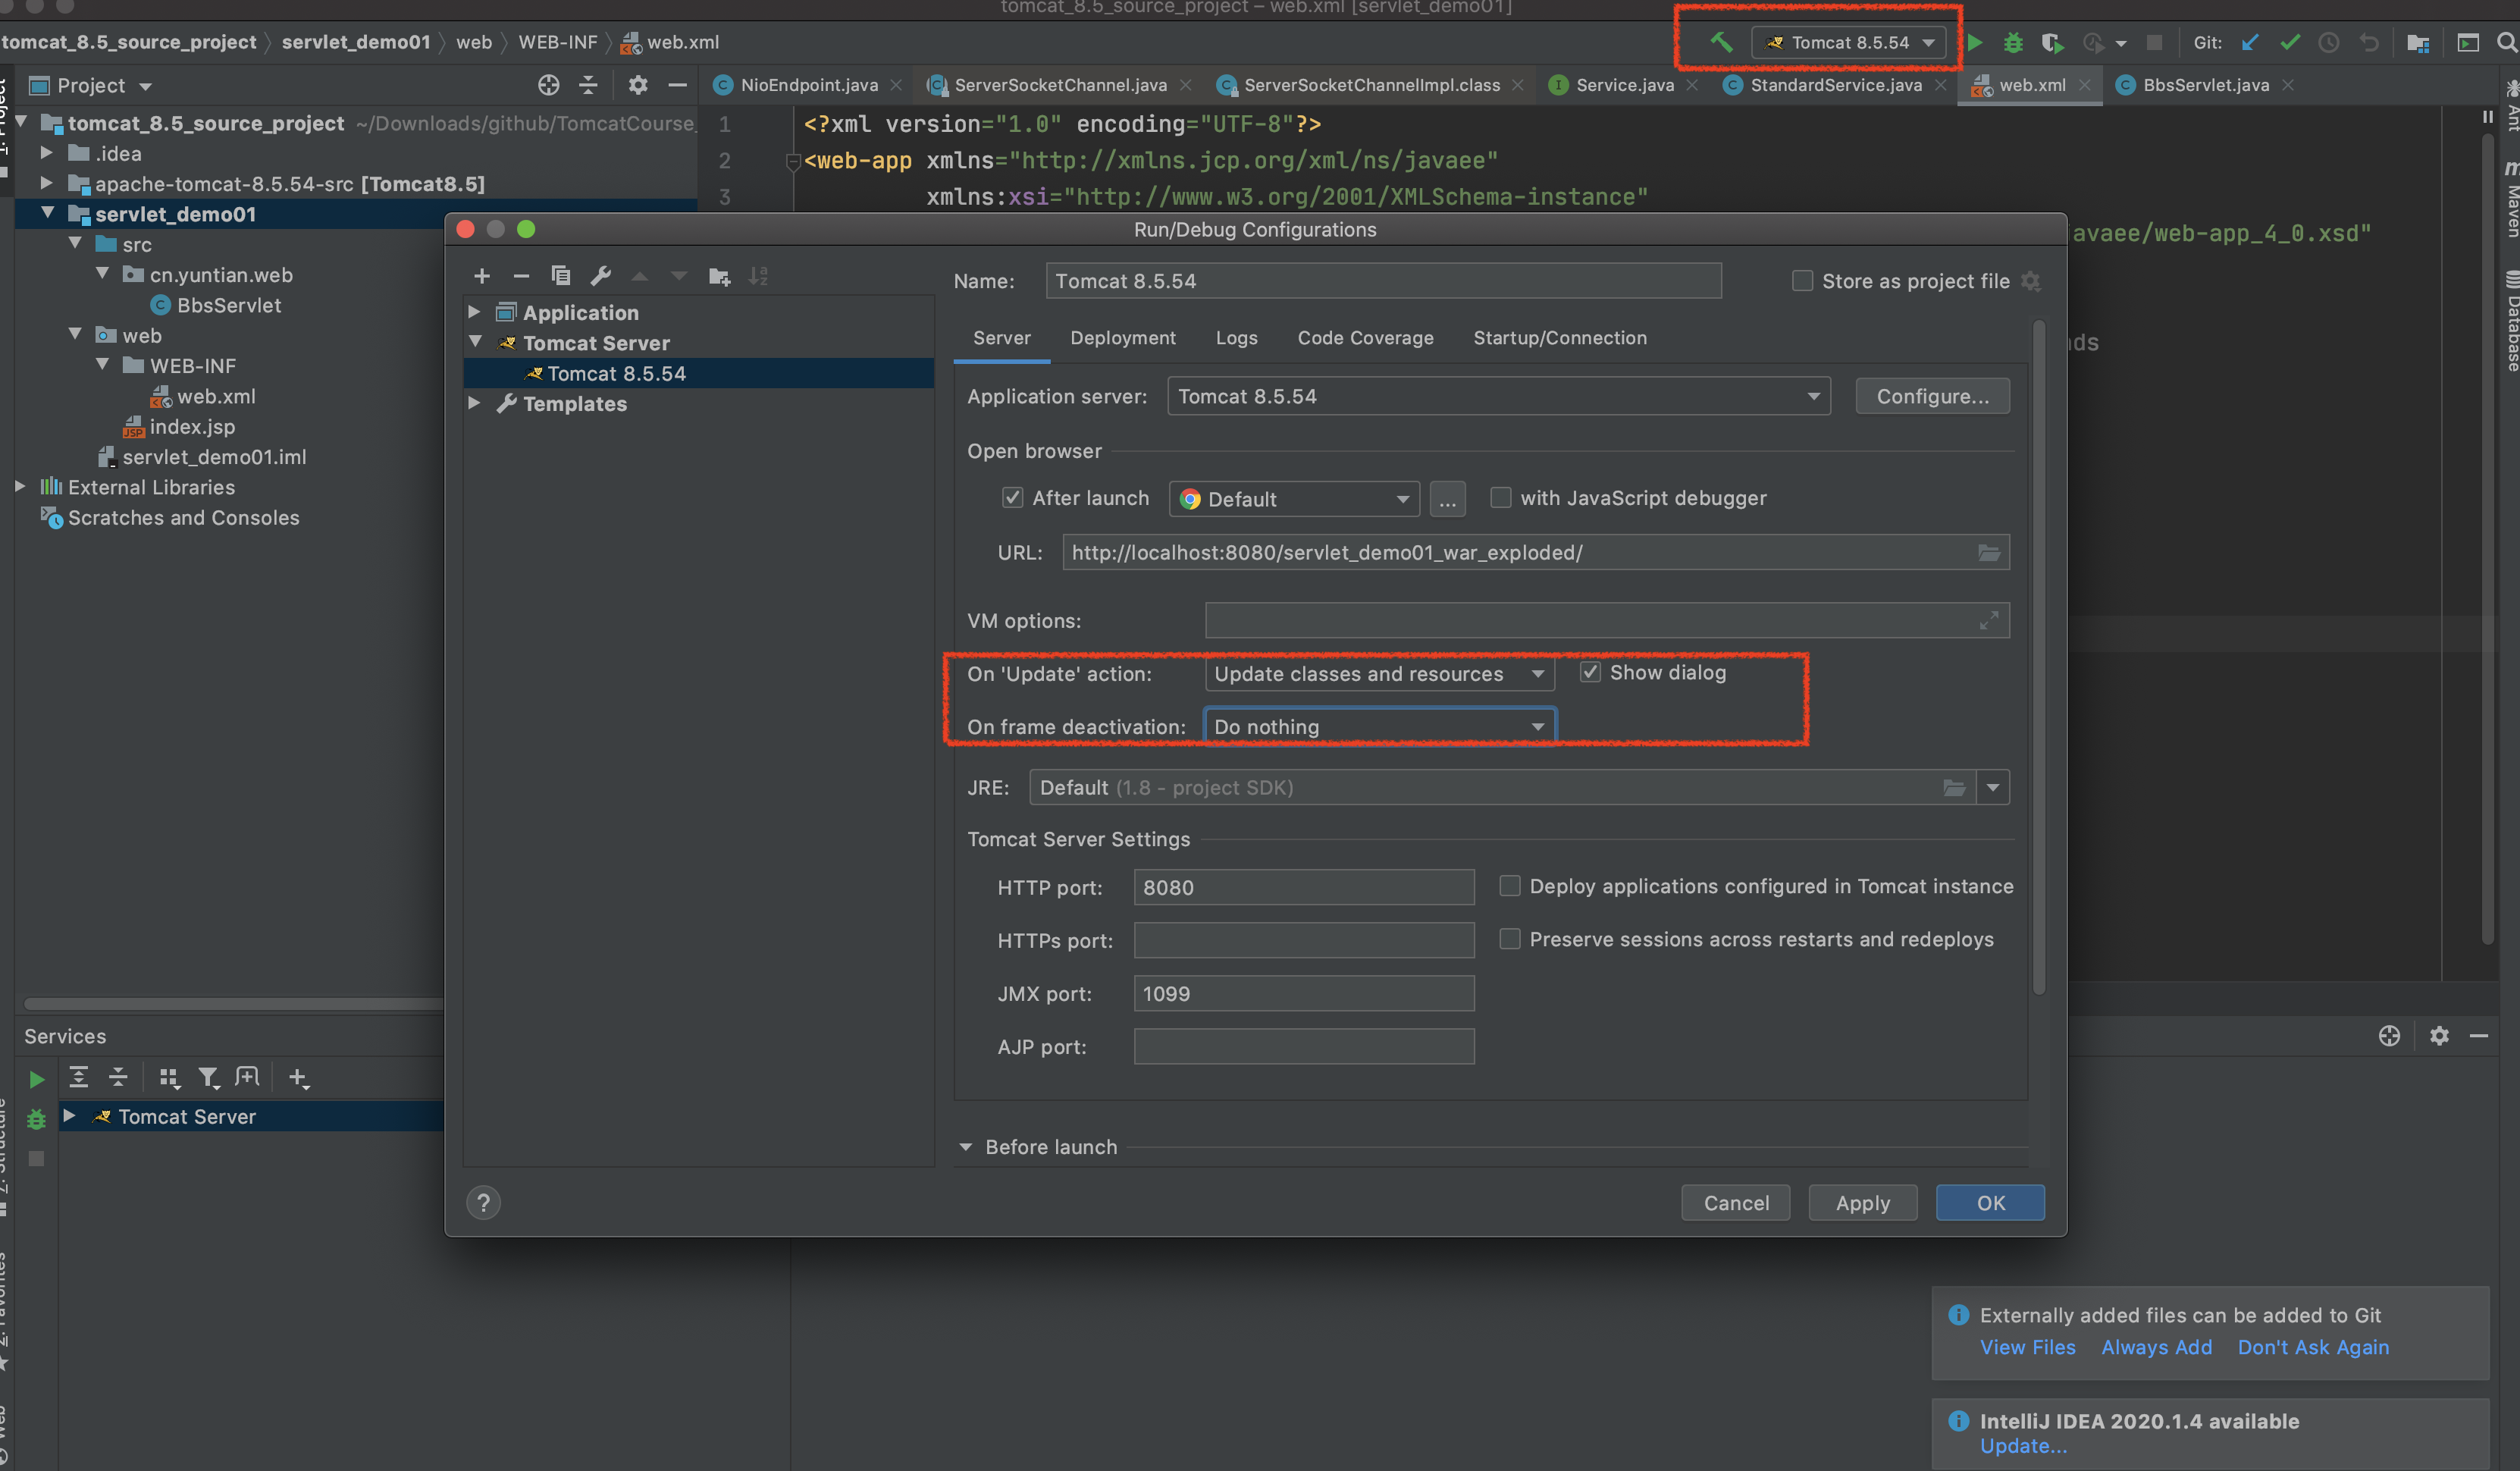 tomcat_8.5_source_project – web.xml [servlet_demo01]
tomcat_8.5_source_project servlet_demo01 web WEB-INF web.xml
Tomcat 8.5.54 Git:
Project
NioEndpoint.java ServerSocketChannel.java ServerSocketChannelImpl.class Service.java StandardService.java web.xml BbsServlet.java
1: Project
tomcat_8.5_source_project ~/Downloads/github/TomcatCourse_
.idea
apache-tomcat-8.5.54-src [Tomcat8.5]
servlet_demo01
src
cn.yuntian.web
BbsServlet
web
WEB-INF
web.xml
index.jsp
servlet_demo01.iml
External Libraries
Scratches and Consoles
1 <?xml version="1.0" encoding="UTF-8"?>
2 <web-app xmlns="http://xmlns.jcp.org/xml/ns/javaee"
3 xmlns:xsi="http://www.w3.org/2001/XMLSchema-instance"
avaee/web-app_4_0.xsd"
ds
Ant
Maven
Database
Run/Debug Configurations
Application
Tomcat Server
Tomcat 8.5.54
Templates
Name: Tomcat 8.5.54 Store as project file
Server Deployment Logs Code Coverage Startup/Connection
Application server: Tomcat 8.5.54 Configure...
Open browser
After launch Default ... with JavaScript debugger
URL: http://localhost:8080/servlet_demo01_war_exploded/
VM options:
On 'Update' action: Update classes and resources Show dialog
On frame deactivation: Do nothing
JRE: Default (1.8 - project SDK)
Tomcat Server Settings
HTTP port: 8080 Deploy applications configured in Tomcat instance
HTTPs port: Preserve sessions across restarts and redeploys
JMX port: 1099
AJP port:
Before launch
? Cancel Apply OK
Services
Tomcat Server
Z: Structure
2: Favorites
Web
Externally added files can be added to Git
View Files Always Add Don't Ask Again
IntelliJ IDEA 2020.1.4 available
Update...